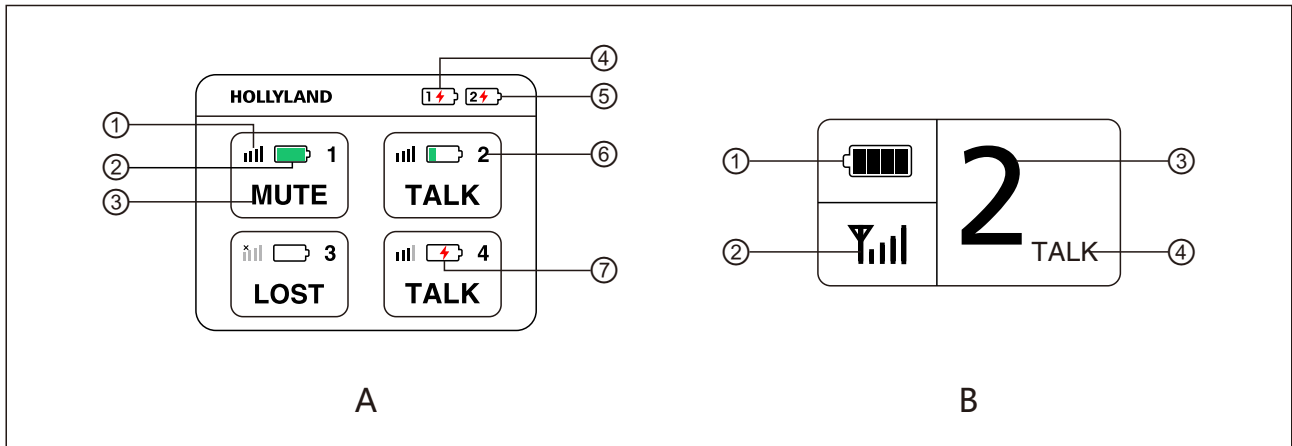 ④
HOLLYLAND 1 2
⑤
①
1 2
②
⑥
③ MUTE TALK
3 4
⑦
LOST TALK
A
①
2
③
②
TALK
④
B